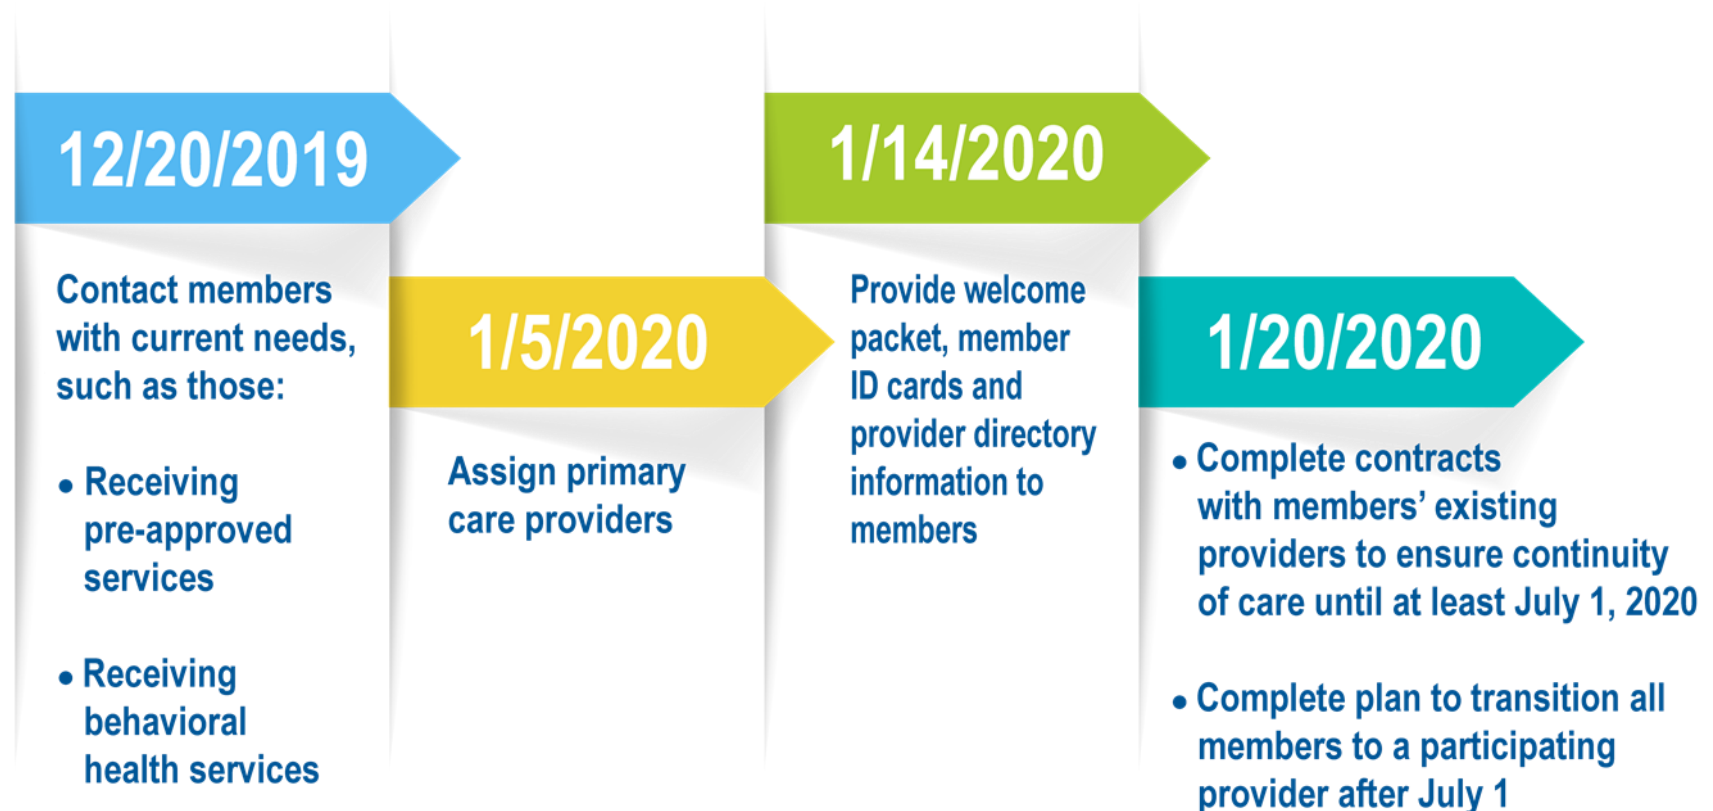 12/20/2019
Contact members
with current needs,
such as those:
• Receiving
pre-approved
services
• Receiving
behavioral
health services
1/5/2020
Assign primary
care providers
1/14/2020
Provide welcome
packet, member
ID cards and
provider directory
information to
members
1/20/2020
• Complete contracts
with members’ existing
providers to ensure continuity
of care until at least July 1, 2020
• Complete plan to transition all
members to a participating
provider after July 1